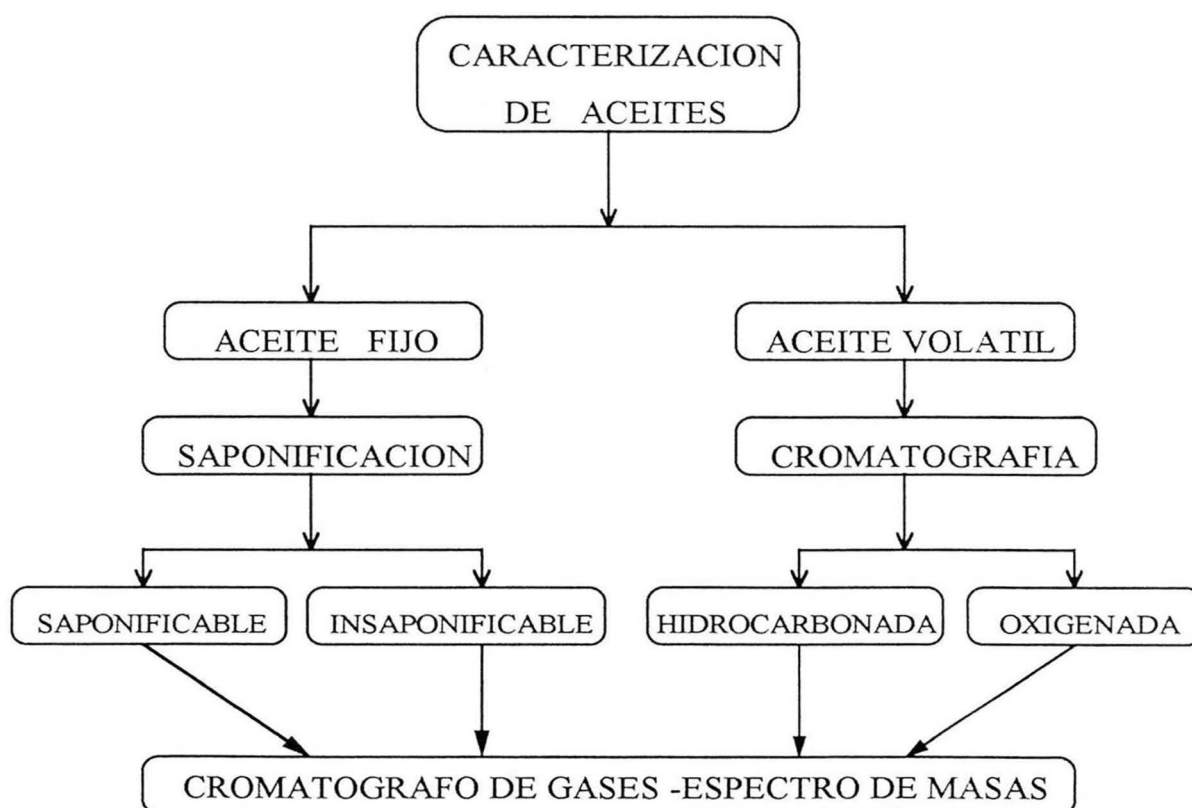 CARACTERIZACION
DE ACEITES
ACEITE FIJO
ACEITE VOLATIL
SAPONIFICACION
CROMATOGRAFIA
SAPONIFICABLE
INSAPONIFICABLE
HIDROCARBONADA
OXIGENADA
CROMATOGRAFO DE GASES -ESPECTRO DE MASAS